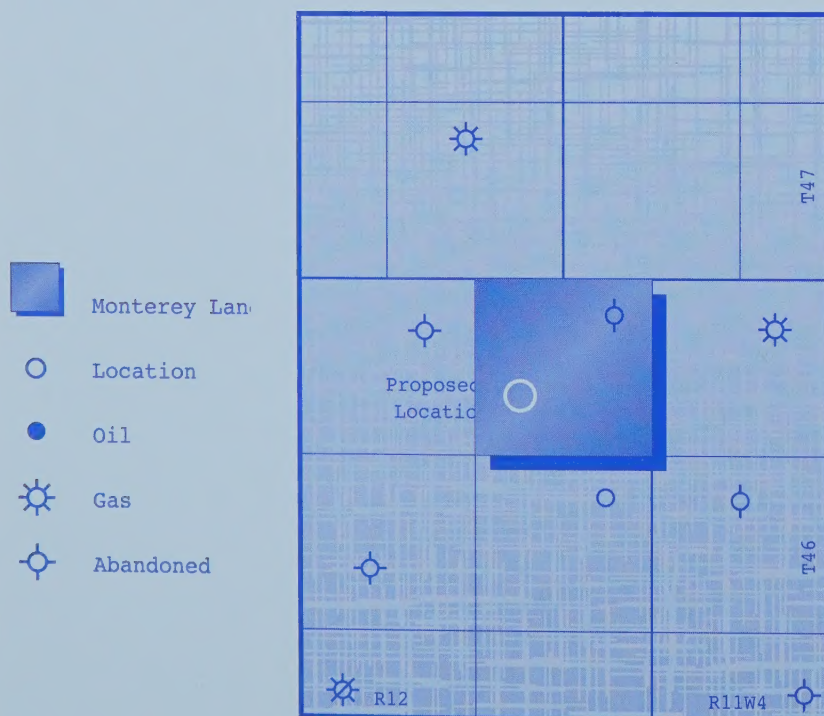 Monterey Lan
Location
Oil
Gas
Abandoned
T47
Proposed
Locatio
T46
R12
R11W4